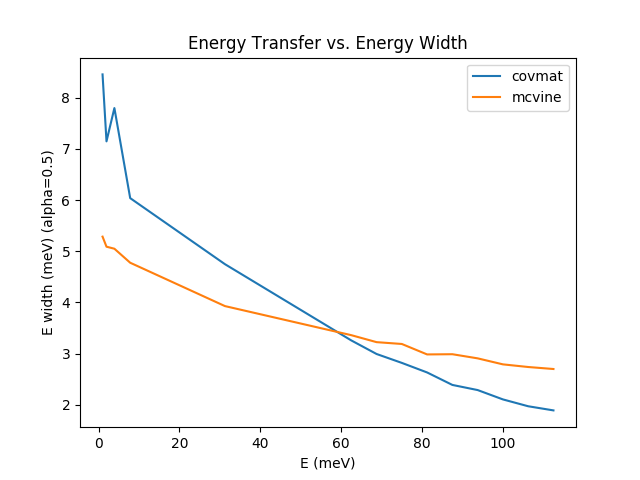 Energy Transfer vs. Energy Width
covmat
mcvine
E width (meV) (alpha=0.5)
8
7
6
5
4
3
2
0 20 40 60 80 100
E (meV)